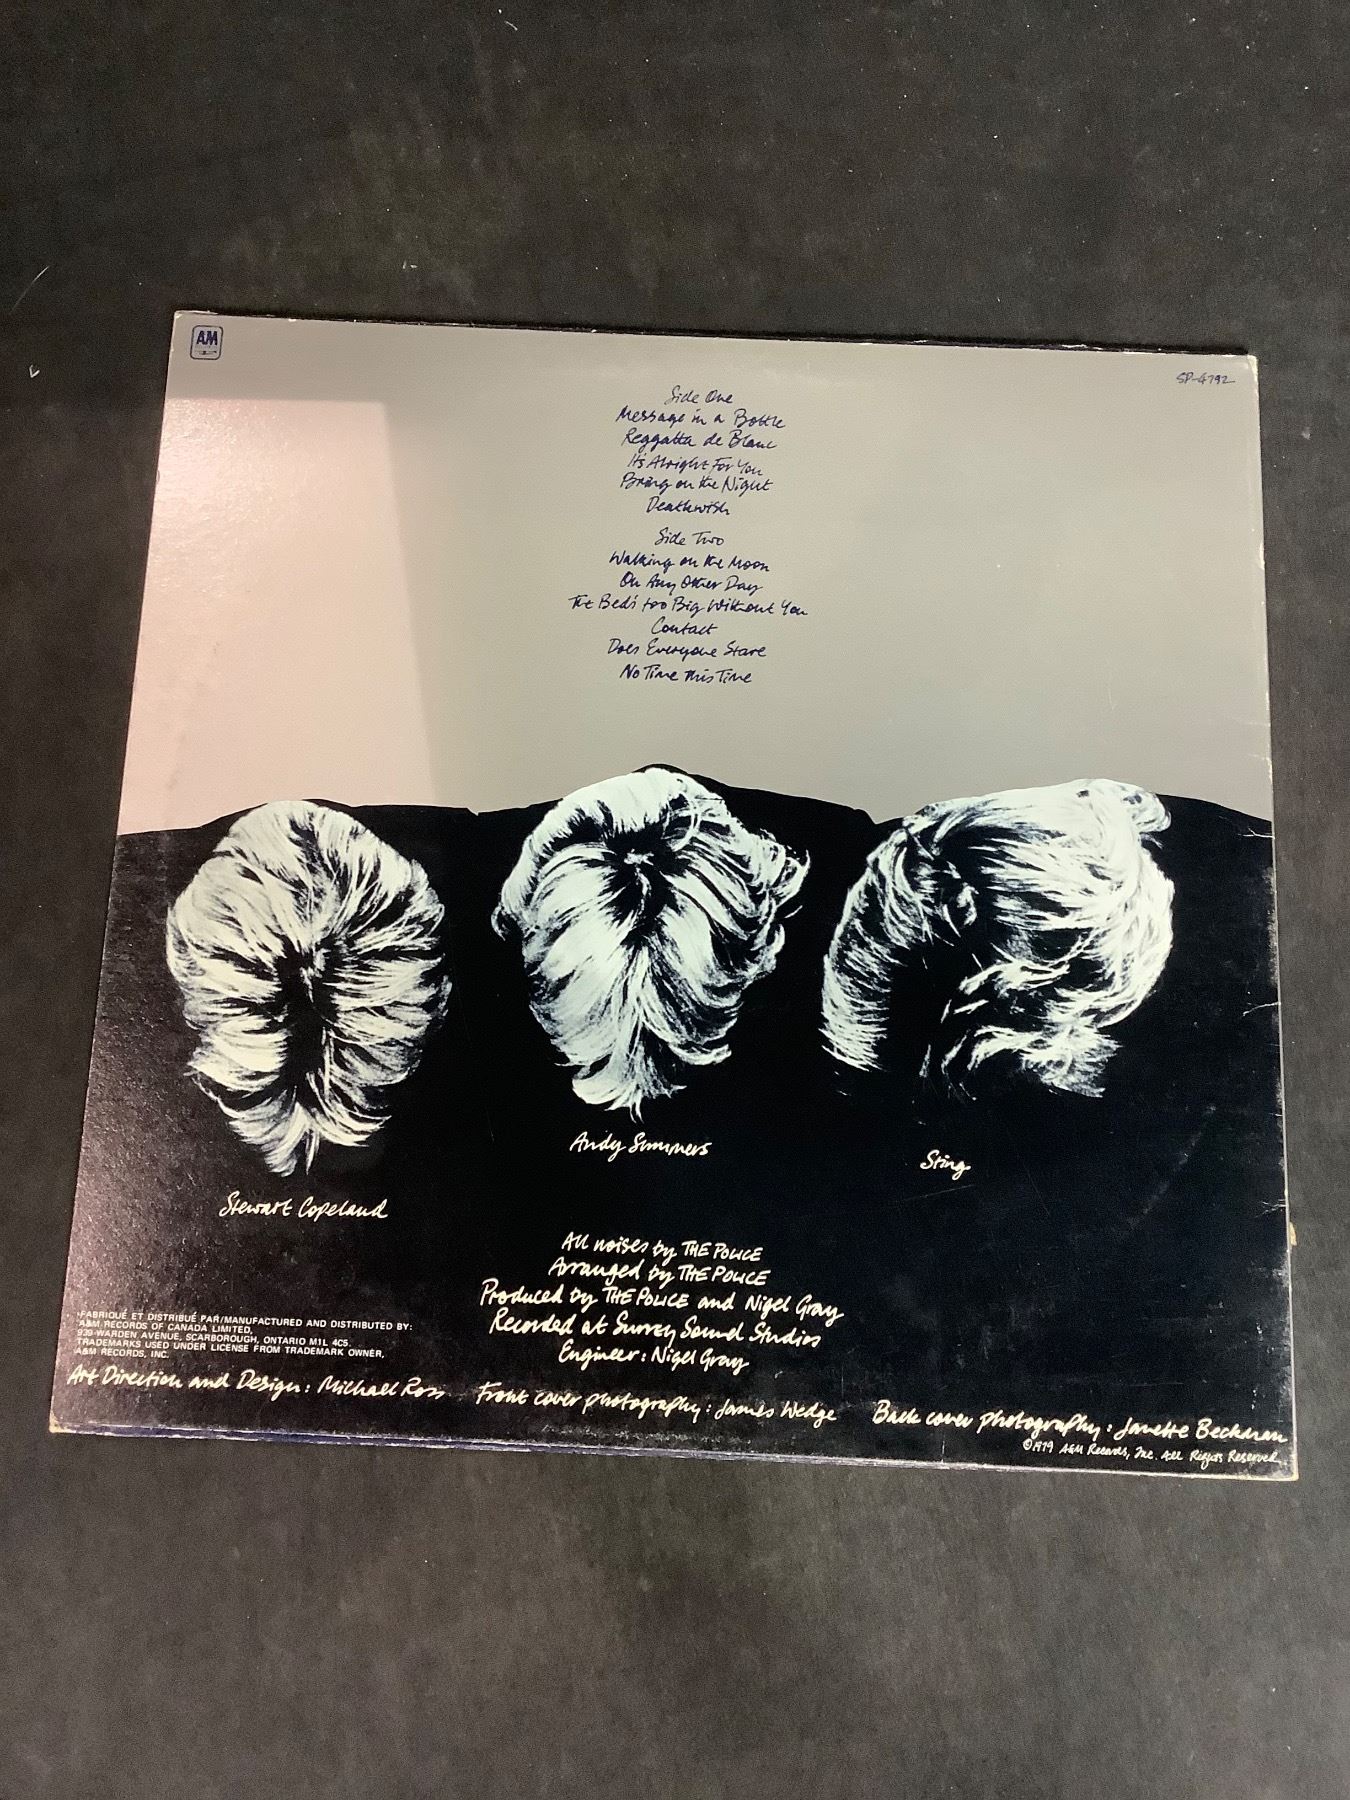 A&M
SP-4792
Side One
Message in a Bottle
Reggatta de Blanc
It's Alright For You
Bring on the Night
Deathwish
Side Two
Walking on the Moon
On Any Other Day
The Bed's too Big Without You
Contact
Does Everyone Stare
No Time This Time
Andy Summers
Sting
Stewart Copeland
All noises by THE POLICE
Arranged by THE POLICE
Produced by THE POLICE and Nigel Gray
Recorded at Surrey Sound Studios
Engineer: Nigel Gray
FABRIQUÉ ET DISTRIBUÉ PAR/MANUFACTURED AND DISTRIBUTED BY:
A&M RECORDS OF CANADA LIMITED,
939 WARDEN AVENUE, SCARBOROUGH, ONTARIO M1L 4C5.
TRADEMARKS USED UNDER LICENSE FROM TRADEMARK OWNER,
A&M RECORDS, INC.
Art Direction and Design: Michael Ross Front cover photography: James Wedge Back cover photography: Janette Beckman
©1979 A&M Records, Inc. All Rights Reserved